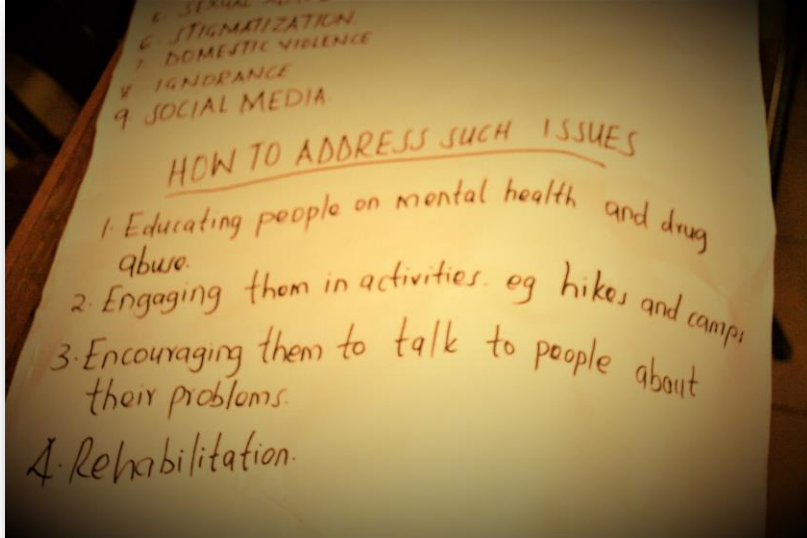 5. SEXUAL
6. STIGMATIZATION
7. DOMESTIC VIOLENCE
8. IGNORANCE
9. SOCIAL MEDIA.
HOW TO ADDRESS SUCH ISSUES
1. Educating people on mental health and drug
abuse.
2. Engaging them in activities. eg hikes and camps
3. Encouraging them to talk to people about
their problems.
4. Rehabilitation.